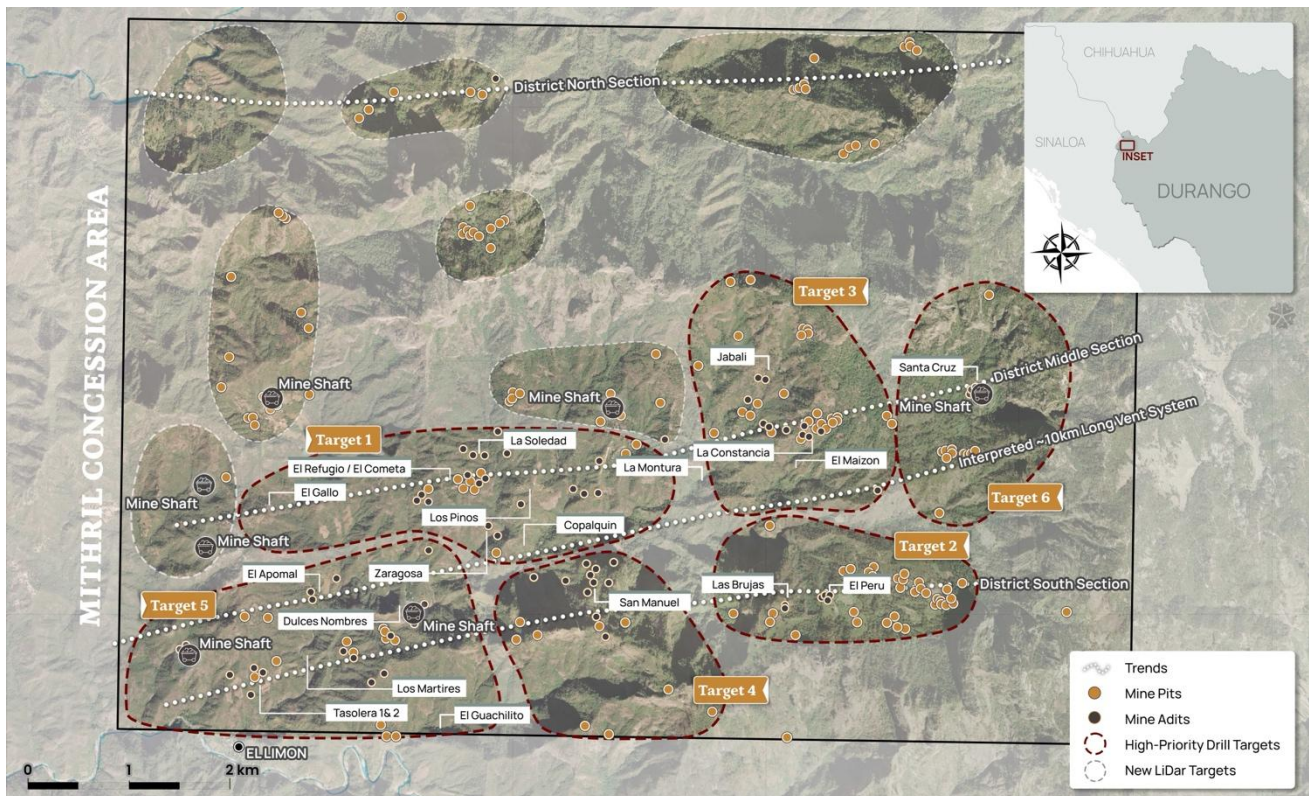 MITHRIL CONCESSION AREA
District North Section
CHIHUAHUA
SINALOA
INSET
DURANGO
Target 3
Jabali
Santa Cruz
District Middle Section
Mine Shaft
Mine Shaft
Mine Shaft
Target 1
La Soledad
El Refugio / El Cometa
La Constancia
La Montura
El Maizon
Interpreted ~10km Long Vent System
El Gallo
Mine Shaft
Target 6
Los Pinos
Copalquin
Mine Shaft
Target 2
El Apomal
Zaragosa
Las Brujas
El Peru
District South Section
Target 5
San Manuel
Dulces Nombres
Mine Shaft
Mine Shaft
Los Martires
Target 4
Tasolera 1 & 2
El Guachilito
EL LIMON
0 1 2 km
Trends
Mine Pits
Mine Adits
High-Priority Drill Targets
New LiDar Targets